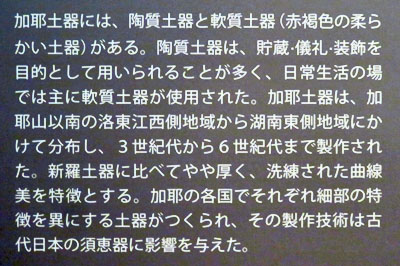 加耶土器には、陶質土器と軟質土器（赤褐色の柔ら
かい土器）がある。陶質土器は、貯蔵・儀礼・装飾を
目的として用いられることが多く、日常生活の場
では主に軟質土器が使用された。加耶土器は、加
耶山以南の洛東江西側地域から湖南東側地域にか
けて分布し、３世紀代から６世紀代まで製作され
た。新羅土器に比べてやや厚く、洗練された曲線
美を特徴とする。加耶の各国でそれぞれ細部の特
徴を異にする土器がつくられ、その製作技術は古
代日本の須恵器に影響を与えた。